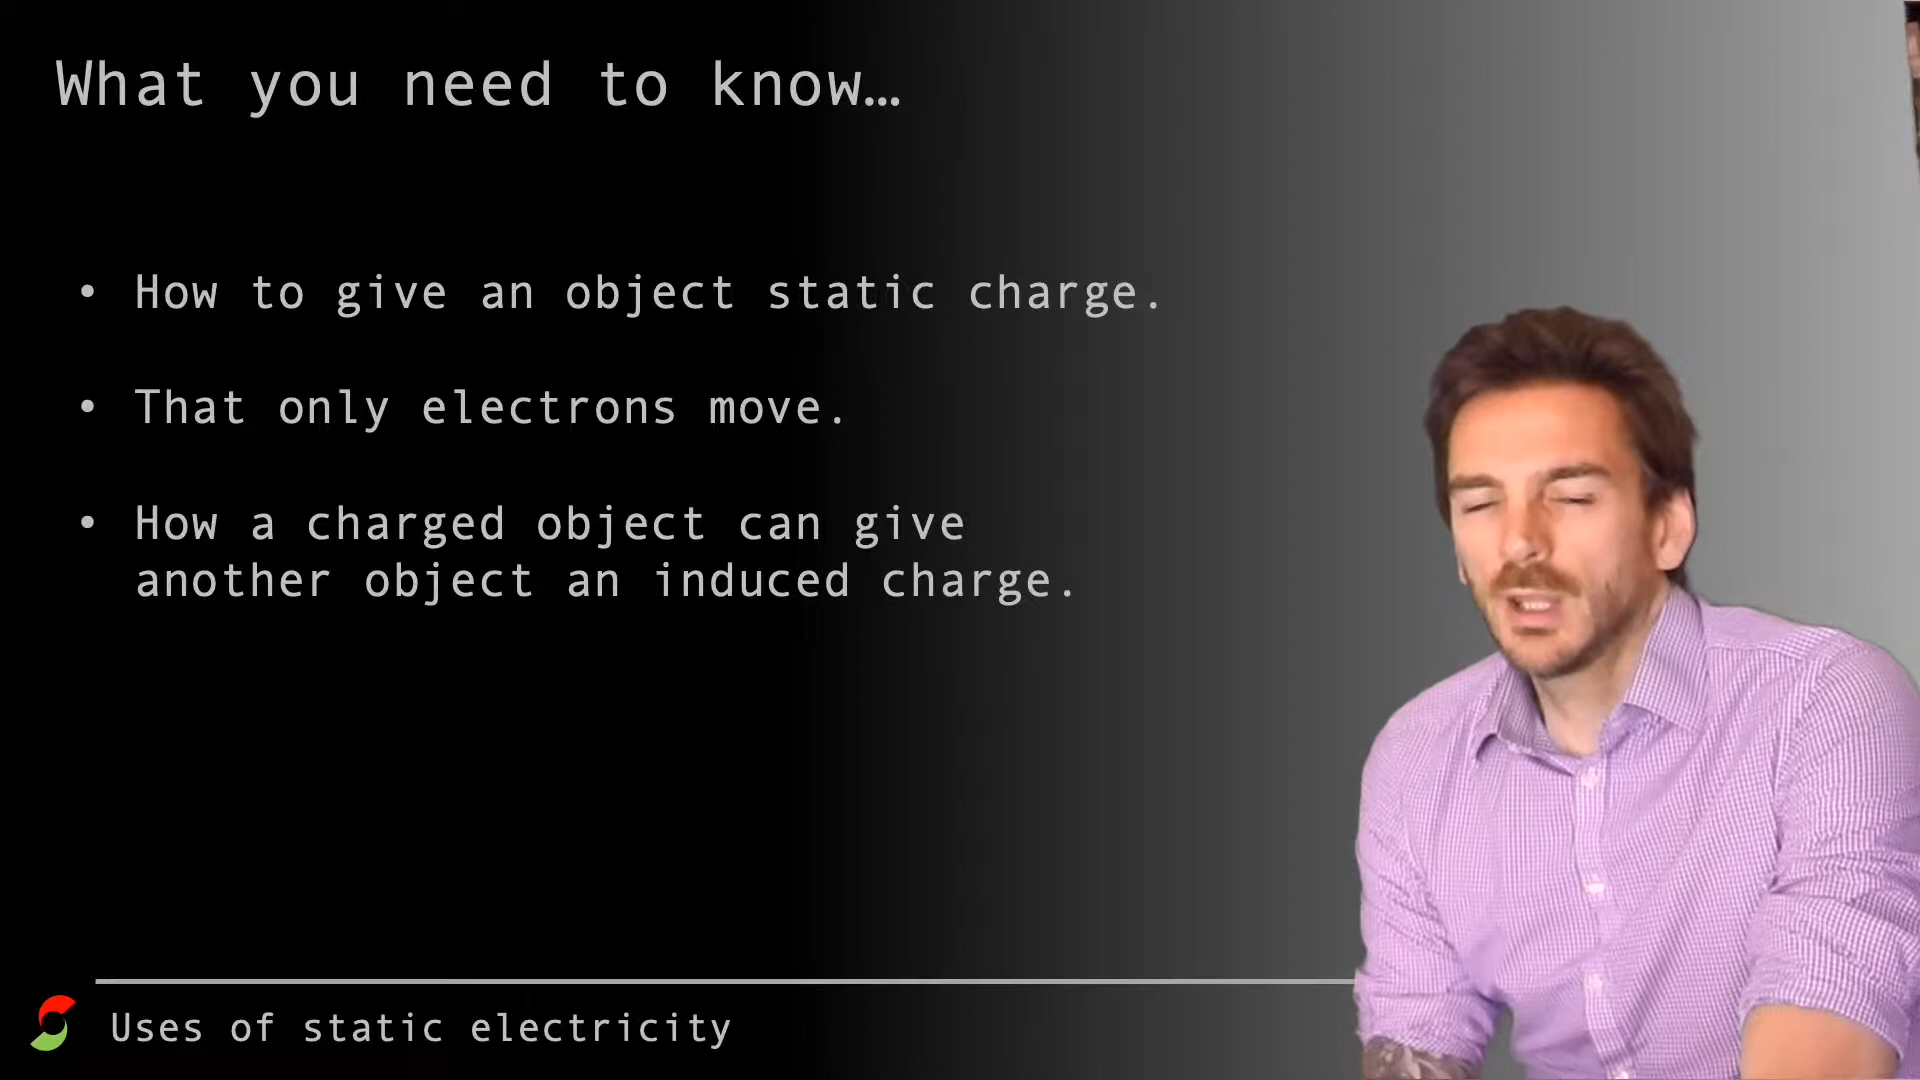 What you need to know…
• How to give an object static charge.
• That only electrons move.
• How a charged object can give
another object an induced charge.
Uses of static electricity